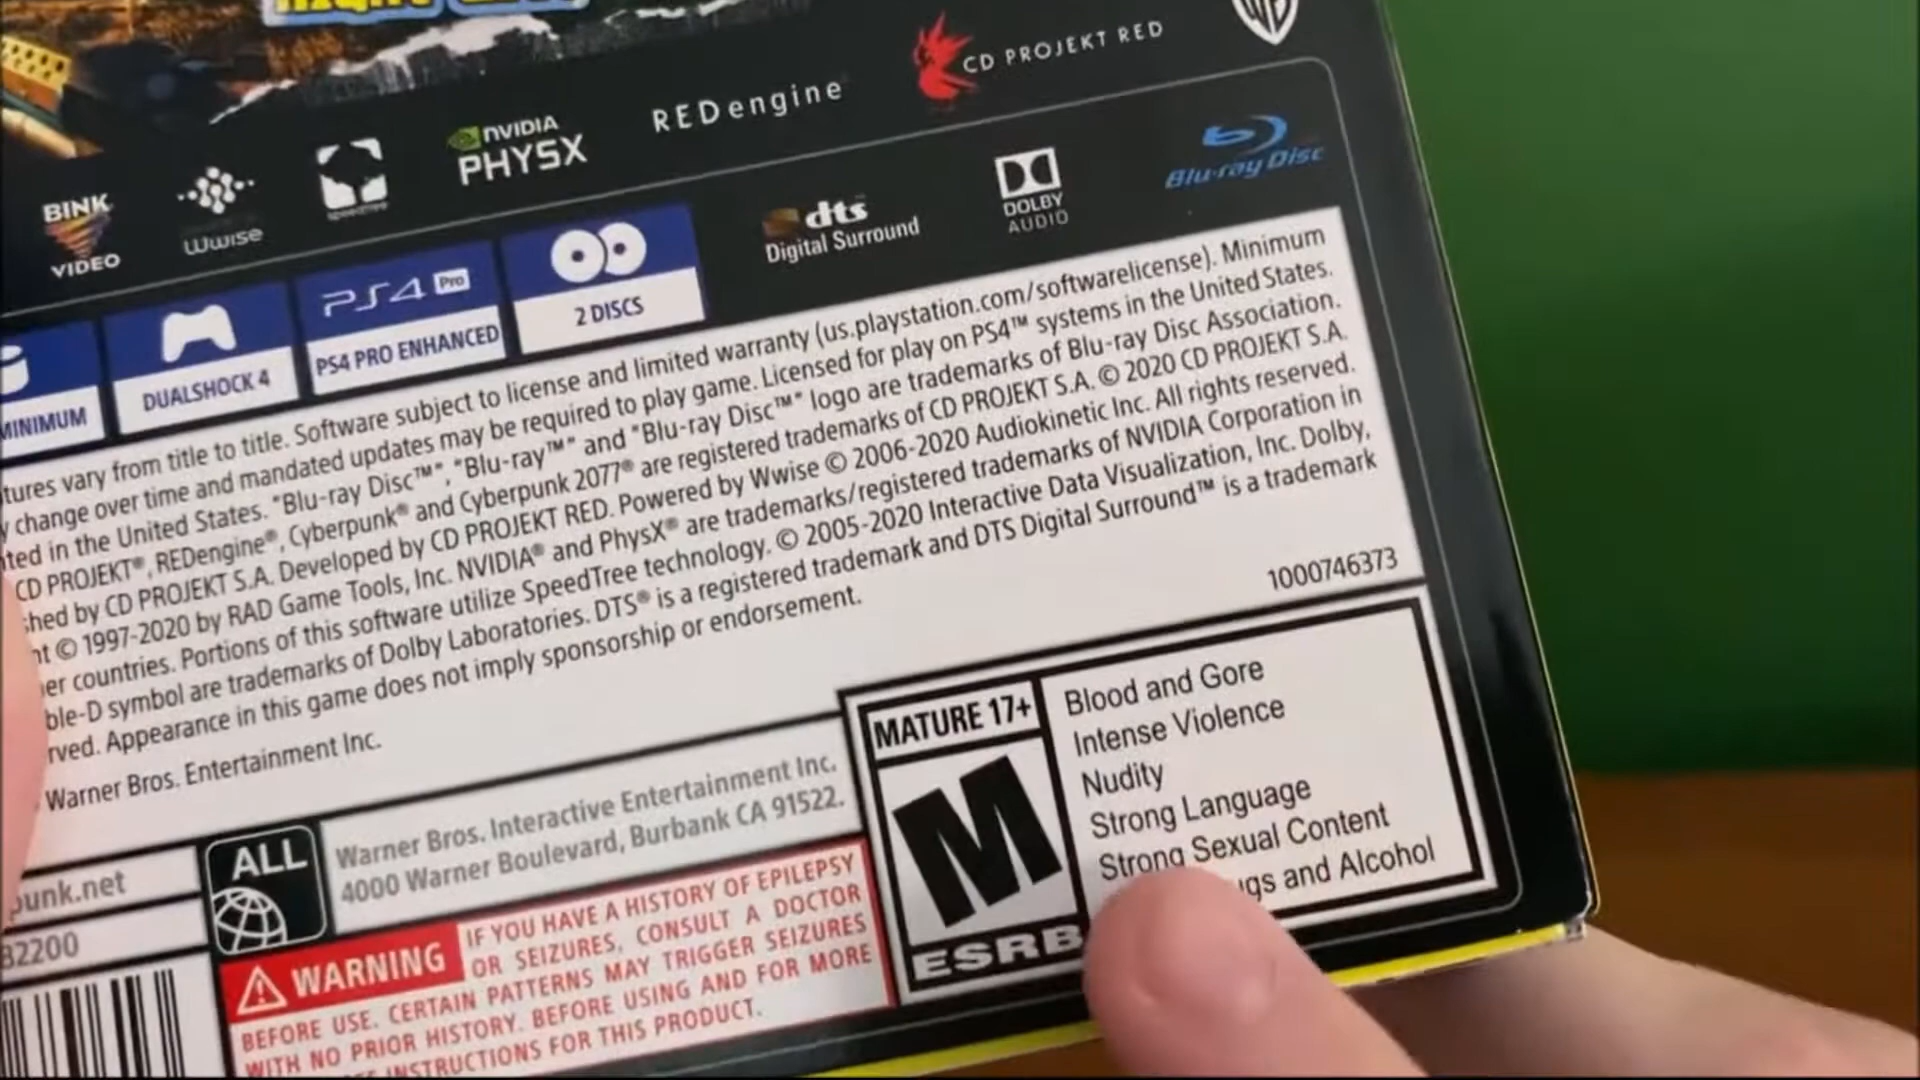 CD PROJEKT RED
REDengine
NVIDIA
PHYSX
BINK
VIDEO
Wwise
SpeedTree
Blu-ray Disc
DOLBY
AUDIO
dts
Digital Surround
MINIMUM
DUALSHOCK 4
PS4 Pro
PS4 PRO ENHANCED
2 DISCS
tures vary from title to title. Software subject to license and limited warranty (us.playstation.com/softwarelicense). Minimum
y change over time and mandated updates may be required to play game. Licensed for play on PS4™ systems in the United States.
ted in the United States. "Blu-ray Disc™", "Blu-ray™" and "Blu-ray Disc™" logo are trademarks of Blu-ray Disc Association.
CD PROJEKT®, REDengine®, Cyberpunk® and Cyberpunk 2077® are registered trademarks of CD PROJEKT S.A. © 2020 CD PROJEKT S.A.
hed by CD PROJEKT S.A. Developed by CD PROJEKT RED. Powered by Wwise © 2006-2020 Audiokinetic Inc. All rights reserved.
ht © 1997-2020 by RAD Game Tools, Inc. NVIDIA® and PhysX® are trademarks/registered trademarks of NVIDIA Corporation in
er countries. Portions of this software utilize SpeedTree technology. © 2005-2020 Interactive Data Visualization, Inc. Dolby,
ble-D symbol are trademarks of Dolby Laboratories. DTS® is a registered trademark and DTS Digital Surround™ is a trademark
rved. Appearance in this game does not imply sponsorship or endorsement.
Warner Bros. Entertainment Inc.
1000746373
MATURE 17+
M
ESRB
Blood and Gore
Intense Violence
Nudity
Strong Language
Strong Sexual Content
ugs and Alcohol
punk.net
32200
ALL
Warner Bros. Interactive Entertainment Inc.
4000 Warner Boulevard, Burbank CA 91522.
WARNING
IF YOU HAVE A HISTORY OF EPILEPSY
OR SEIZURES, CONSULT A DOCTOR
BEFORE USE. CERTAIN PATTERNS MAY TRIGGER SEIZURES
WITH NO PRIOR HISTORY. BEFORE USING AND FOR MORE
INSTRUCTIONS FOR THIS PRODUCT.